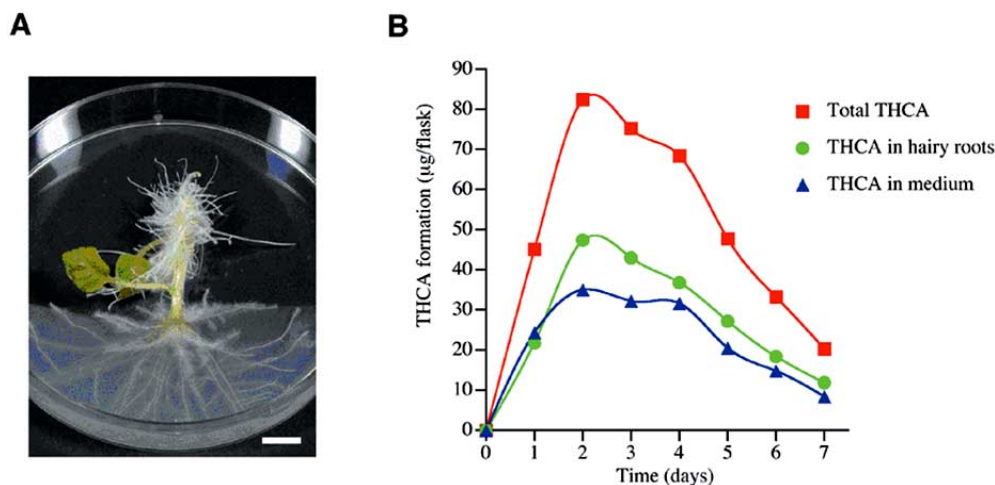 A
B
90
80
70
60
50
40
30
20
10
0
THCA formation (µg/flask)
Total THCA
THCA in hairy roots
THCA in medium
0 1 2 3 4 5 6 7
Time (days)